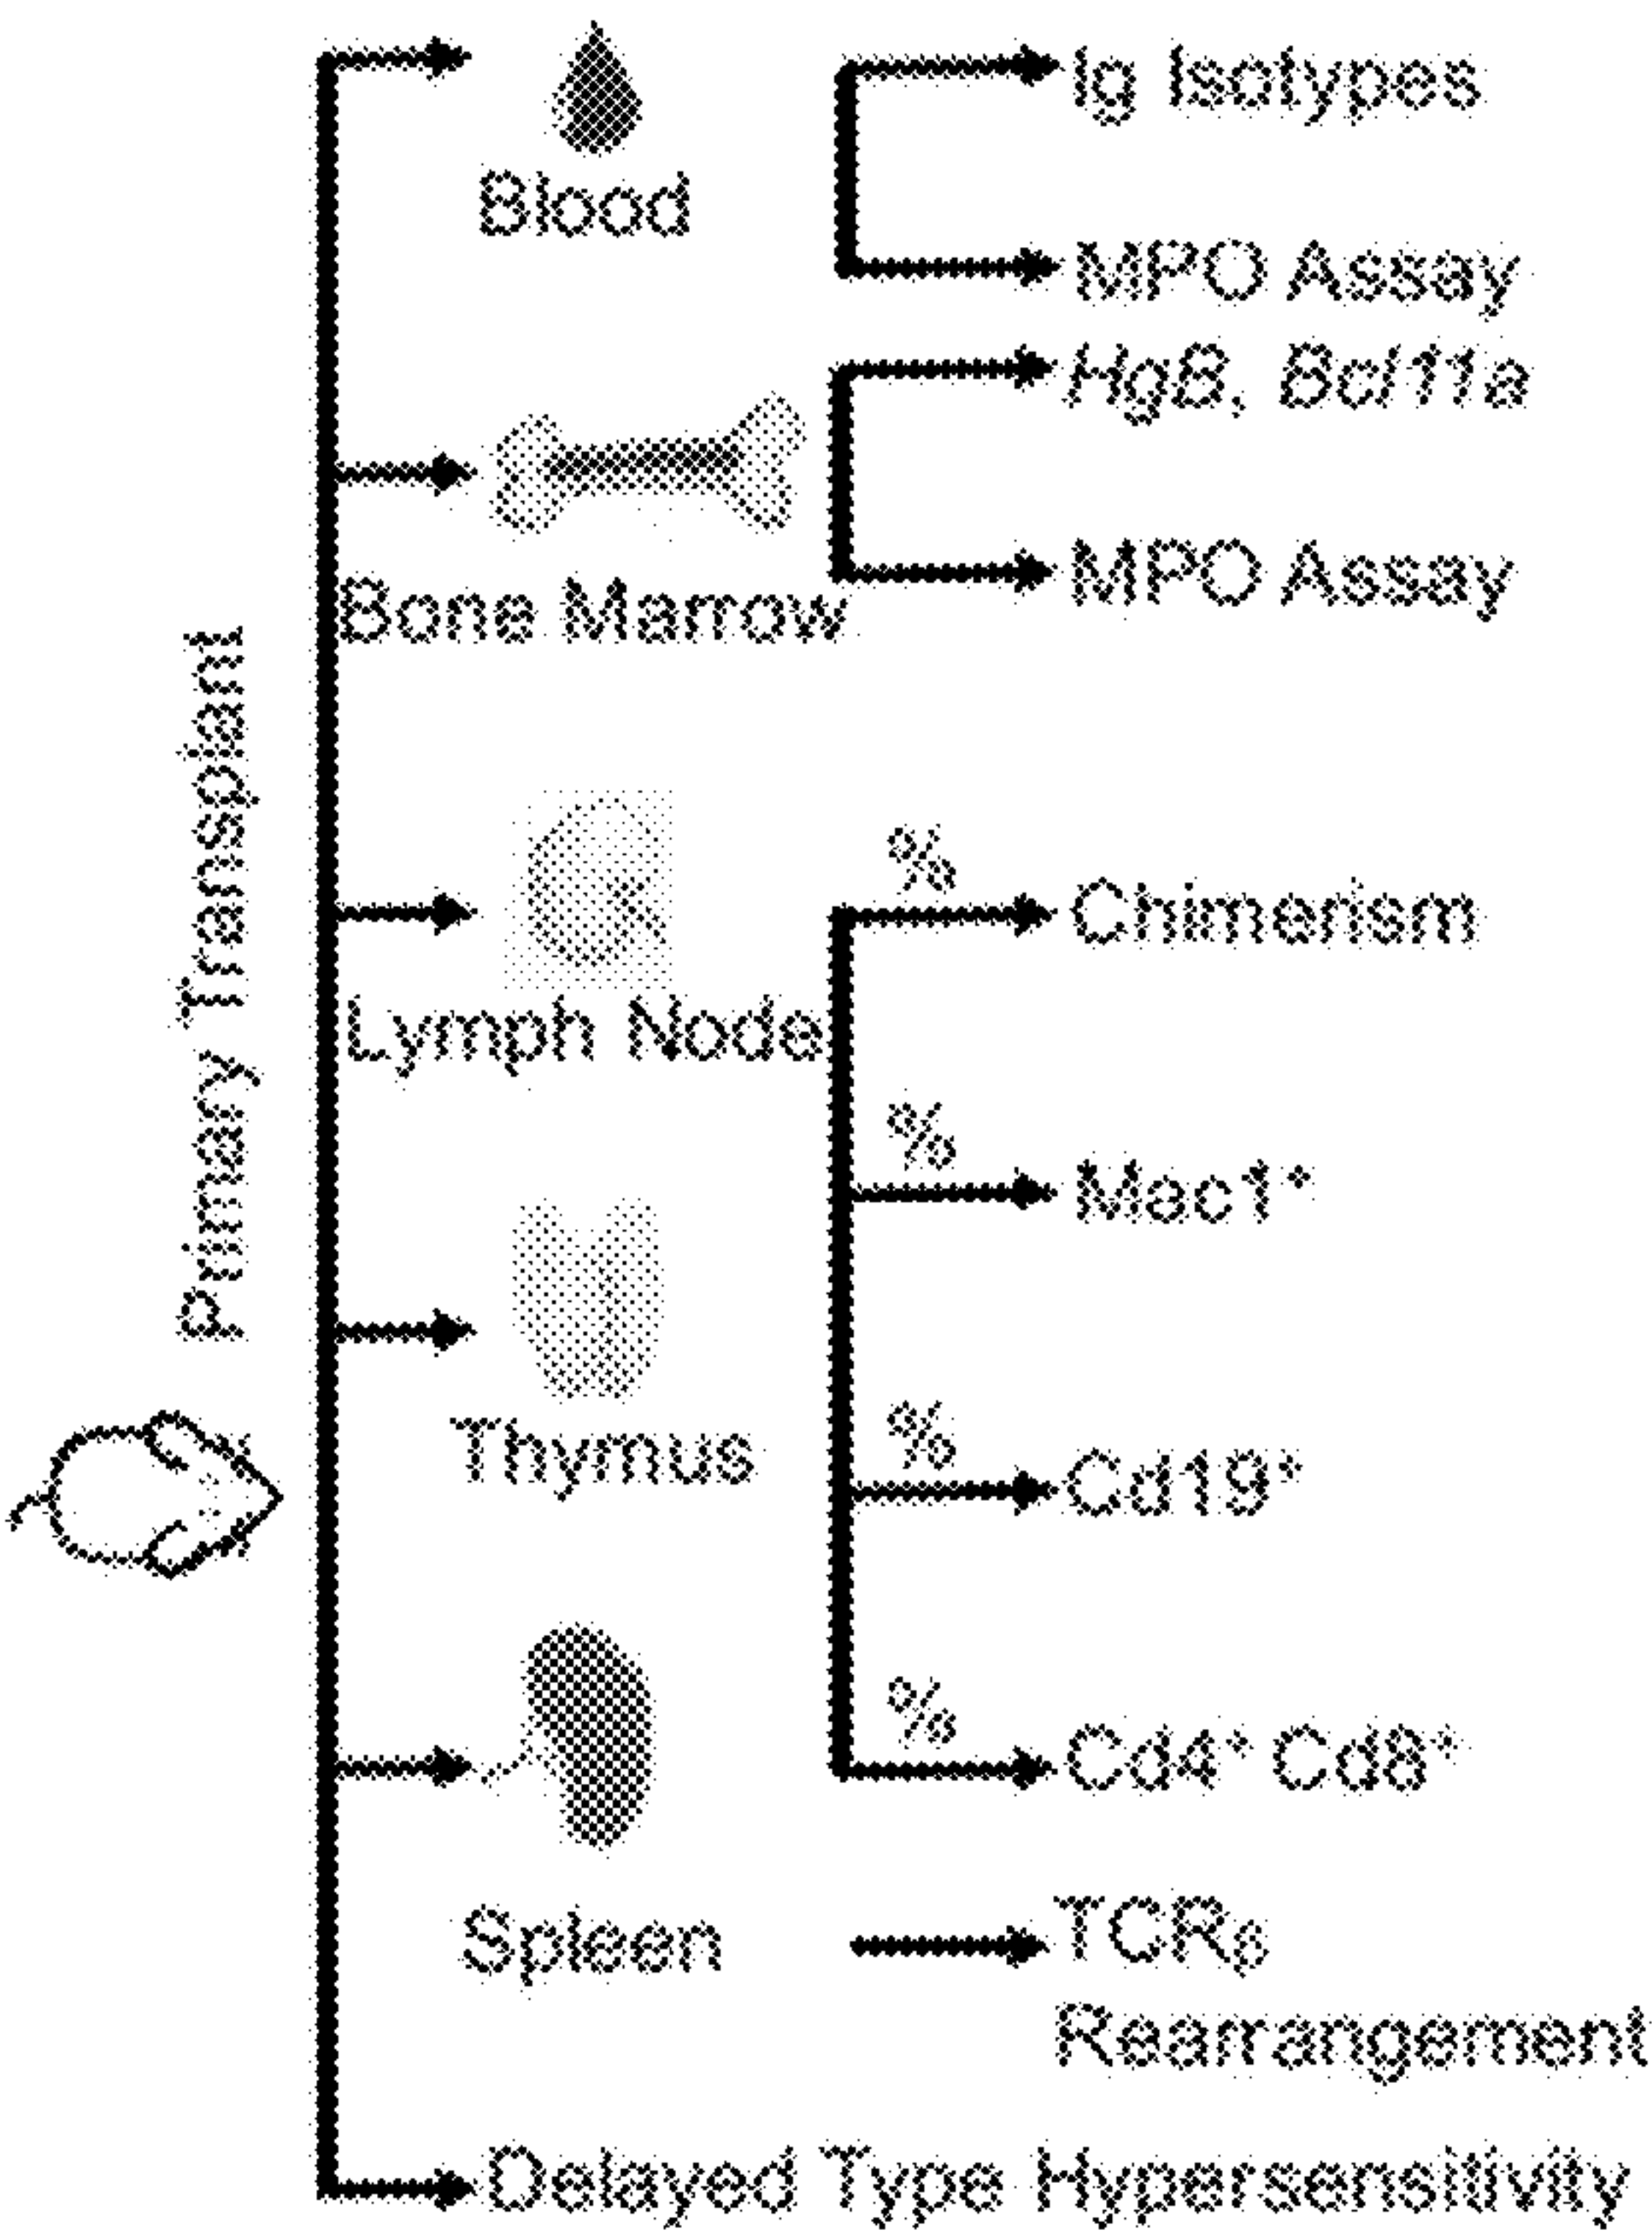 Primary Transplant
Blood
Ig Isotypes
MPO Assay
Bone Marrow
HgB, Bcl11a
MPO Assay
Lymph Node
% Chimerism
% Mac1⁺
Thymus
% Cd19⁺
% Cd4⁺ Cd8⁺
Spleen
TCRβ
Rearrangement
Delayed Type Hypersensitivity